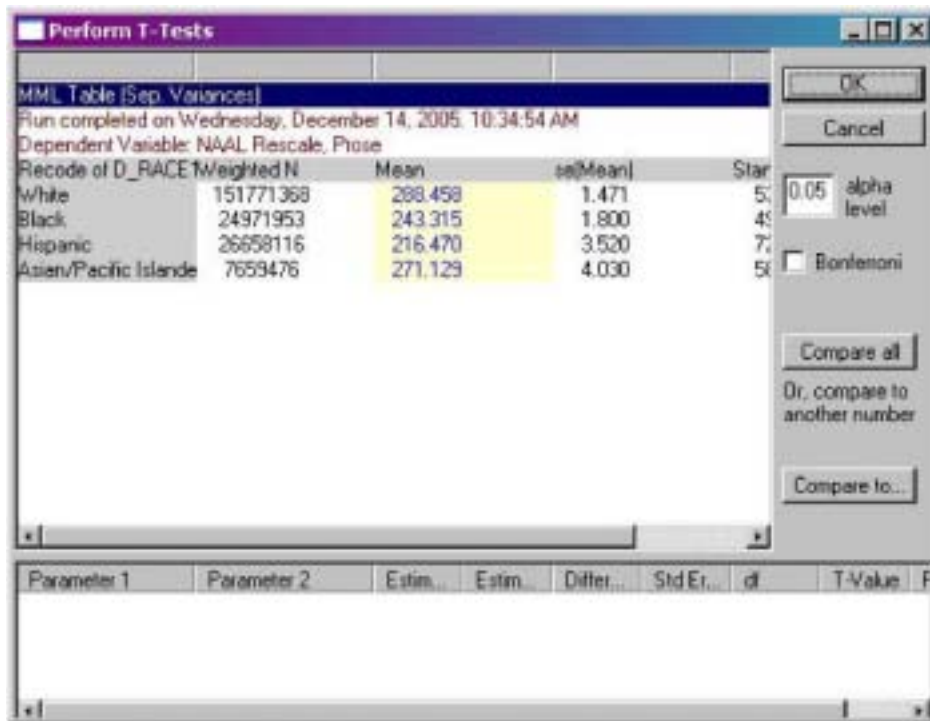 Perform T-Tests
MML Table (Sep. Variances)
Run completed on Wednesday, December 14, 2005. 10:34:54 AM
Dependent Variable: NAAL Rescale, Prose
Recode of D_RACE1 Weighted N Mean se(Mean) Star
White 151771368 288.458 1.471
Black 24971953 243.315 1.800
Hispanic 26658116 216.470 3.520
Asian/Pacific Islande 7659476 271.129 4.030
OK
Cancel
0.05 alpha level
Bonferroni
Compare all
Or, compare to
another number
Compare to...
Parameter 1 Parameter 2 Estim... Estim... Differ... Std Er... df T-Value